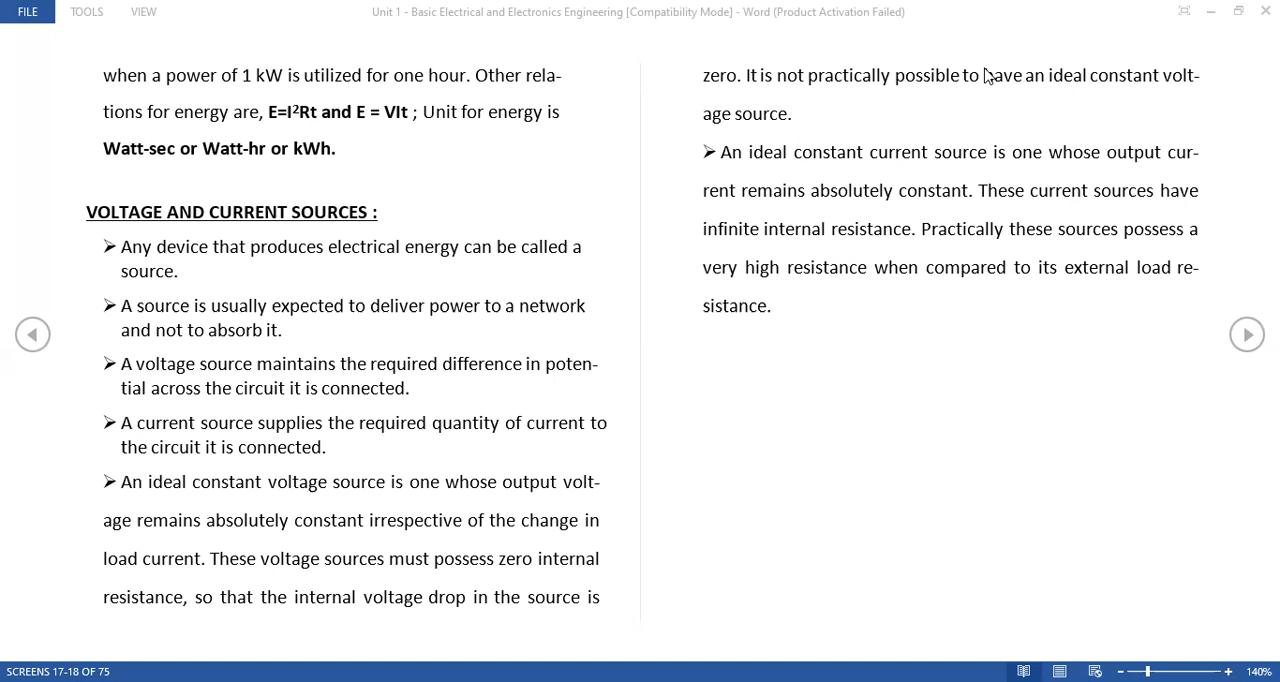 FILE TOOLS VIEW Unit 1 - Basic Electrical and Electronics Engineering [Compatibility Mode] - Word (Product Activation Failed)
when a power of 1 kW is utilized for one hour. Other rela-
tions for energy are, E=I²Rt and E = VIt ; Unit for energy is
Watt-sec or Watt-hr or kWh.
VOLTAGE AND CURRENT SOURCES :
➢ Any device that produces electrical energy can be called a
source.
➢ A source is usually expected to deliver power to a network
and not to absorb it.
➢ A voltage source maintains the required difference in poten-
tial across the circuit it is connected.
➢ A current source supplies the required quantity of current to
the circuit it is connected.
➢ An ideal constant voltage source is one whose output volt-
age remains absolutely constant irrespective of the change in
load current. These voltage sources must possess zero internal
resistance, so that the internal voltage drop in the source is
zero. It is not practically possible to have an ideal constant volt-
age source.
➢ An ideal constant current source is one whose output cur-
rent remains absolutely constant. These current sources have
infinite internal resistance. Practically these sources possess a
very high resistance when compared to its external load re-
sistance.
SCREENS 17-18 OF 75 140%